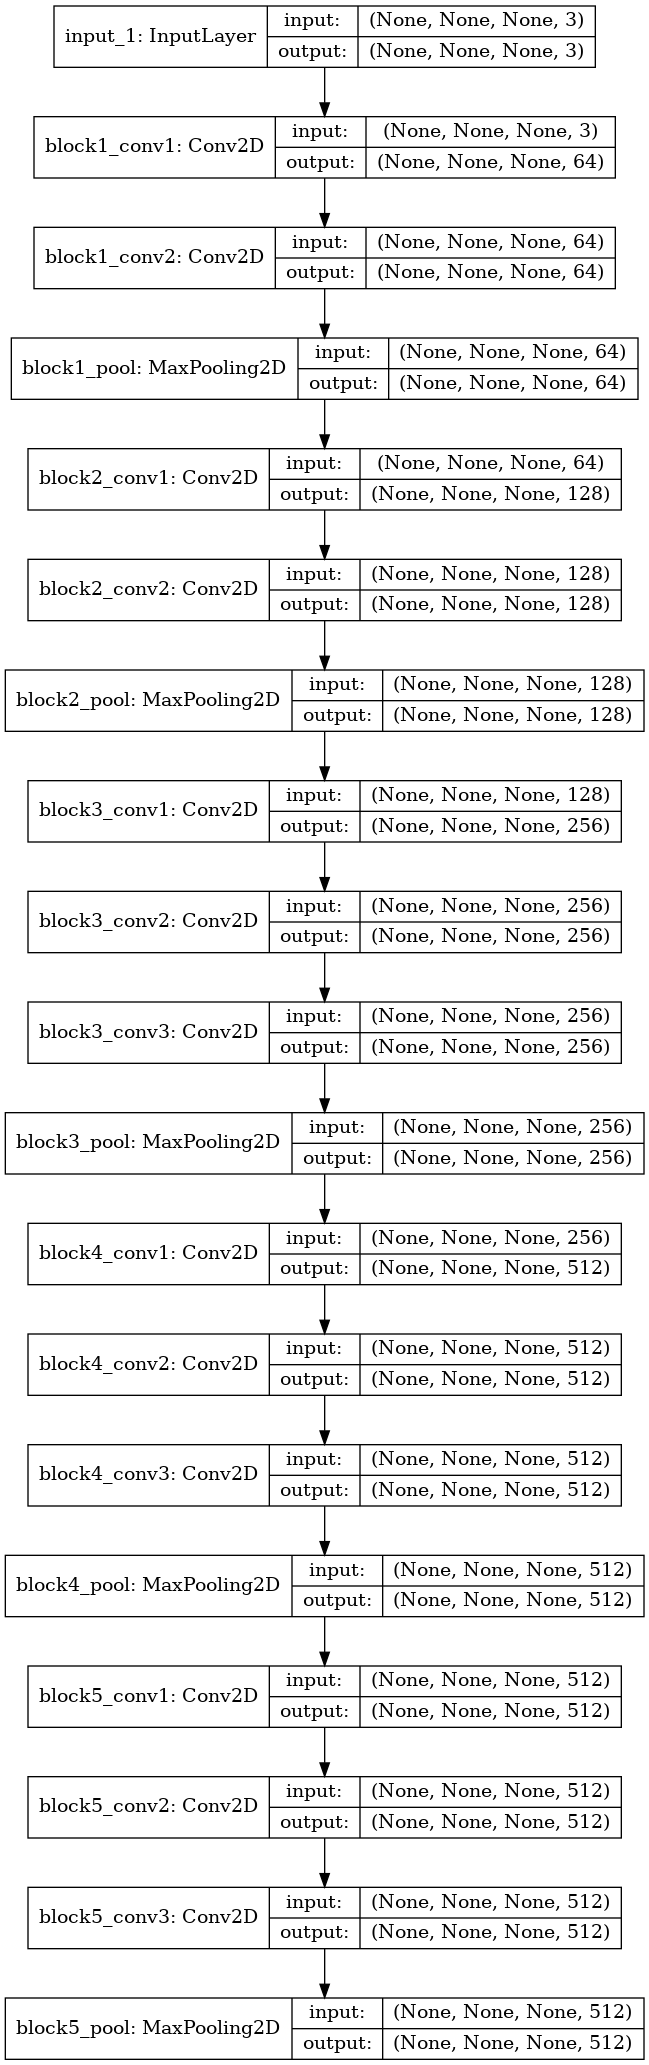 input_1: InputLayer
input: (None, None, None, 3)
output: (None, None, None, 3)
block1_conv1: Conv2D
input: (None, None, None, 3)
output: (None, None, None, 64)
block1_conv2: Conv2D
input: (None, None, None, 64)
output: (None, None, None, 64)
block1_pool: MaxPooling2D
input: (None, None, None, 64)
output: (None, None, None, 64)
block2_conv1: Conv2D
input: (None, None, None, 64)
output: (None, None, None, 128)
block2_conv2: Conv2D
input: (None, None, None, 128)
output: (None, None, None, 128)
block2_pool: MaxPooling2D
input: (None, None, None, 128)
output: (None, None, None, 128)
block3_conv1: Conv2D
input: (None, None, None, 128)
output: (None, None, None, 256)
block3_conv2: Conv2D
input: (None, None, None, 256)
output: (None, None, None, 256)
block3_conv3: Conv2D
input: (None, None, None, 256)
output: (None, None, None, 256)
block3_pool: MaxPooling2D
input: (None, None, None, 256)
output: (None, None, None, 256)
block4_conv1: Conv2D
input: (None, None, None, 256)
output: (None, None, None, 512)
block4_conv2: Conv2D
input: (None, None, None, 512)
output: (None, None, None, 512)
block4_conv3: Conv2D
input: (None, None, None, 512)
output: (None, None, None, 512)
block4_pool: MaxPooling2D
input: (None, None, None, 512)
output: (None, None, None, 512)
block5_conv1: Conv2D
input: (None, None, None, 512)
output: (None, None, None, 512)
block5_conv2: Conv2D
input: (None, None, None, 512)
output: (None, None, None, 512)
block5_conv3: Conv2D
input: (None, None, None, 512)
output: (None, None, None, 512)
block5_pool: MaxPooling2D
input: (None, None, None, 512)
output: (None, None, None, 512)